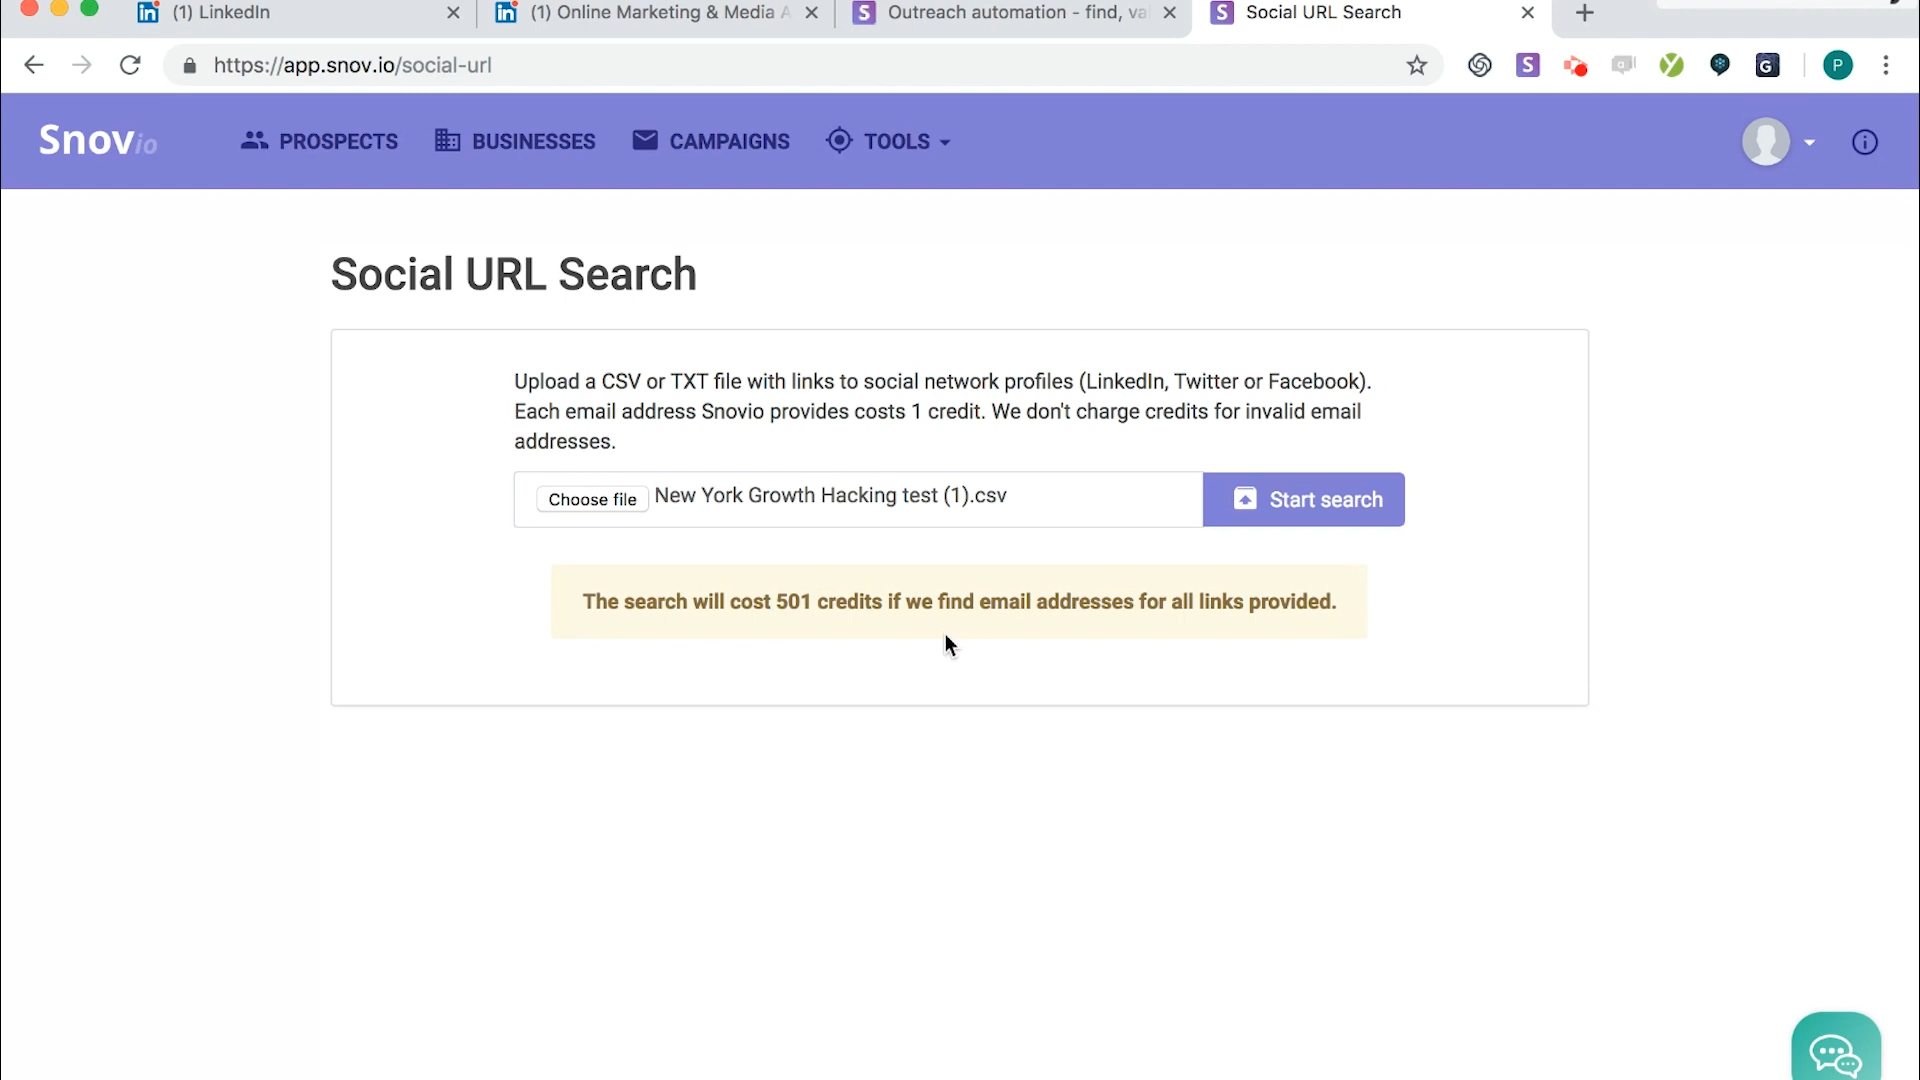 (1) LinkedIn
(1) Online Marketing & Media
Outreach automation - find, va
Social URL Search
https://app.snov.io/social-url
P
Snovio
PROSPECTS
BUSINESSES
CAMPAIGNS
TOOLS
Social URL Search
Upload a CSV or TXT file with links to social network profiles (LinkedIn, Twitter or Facebook).
Each email address Snovio provides costs 1 credit. We don't charge credits for invalid email
addresses.
Choose file New York Growth Hacking test (1).csv
Start search
The search will cost 501 credits if we find email addresses for all links provided.